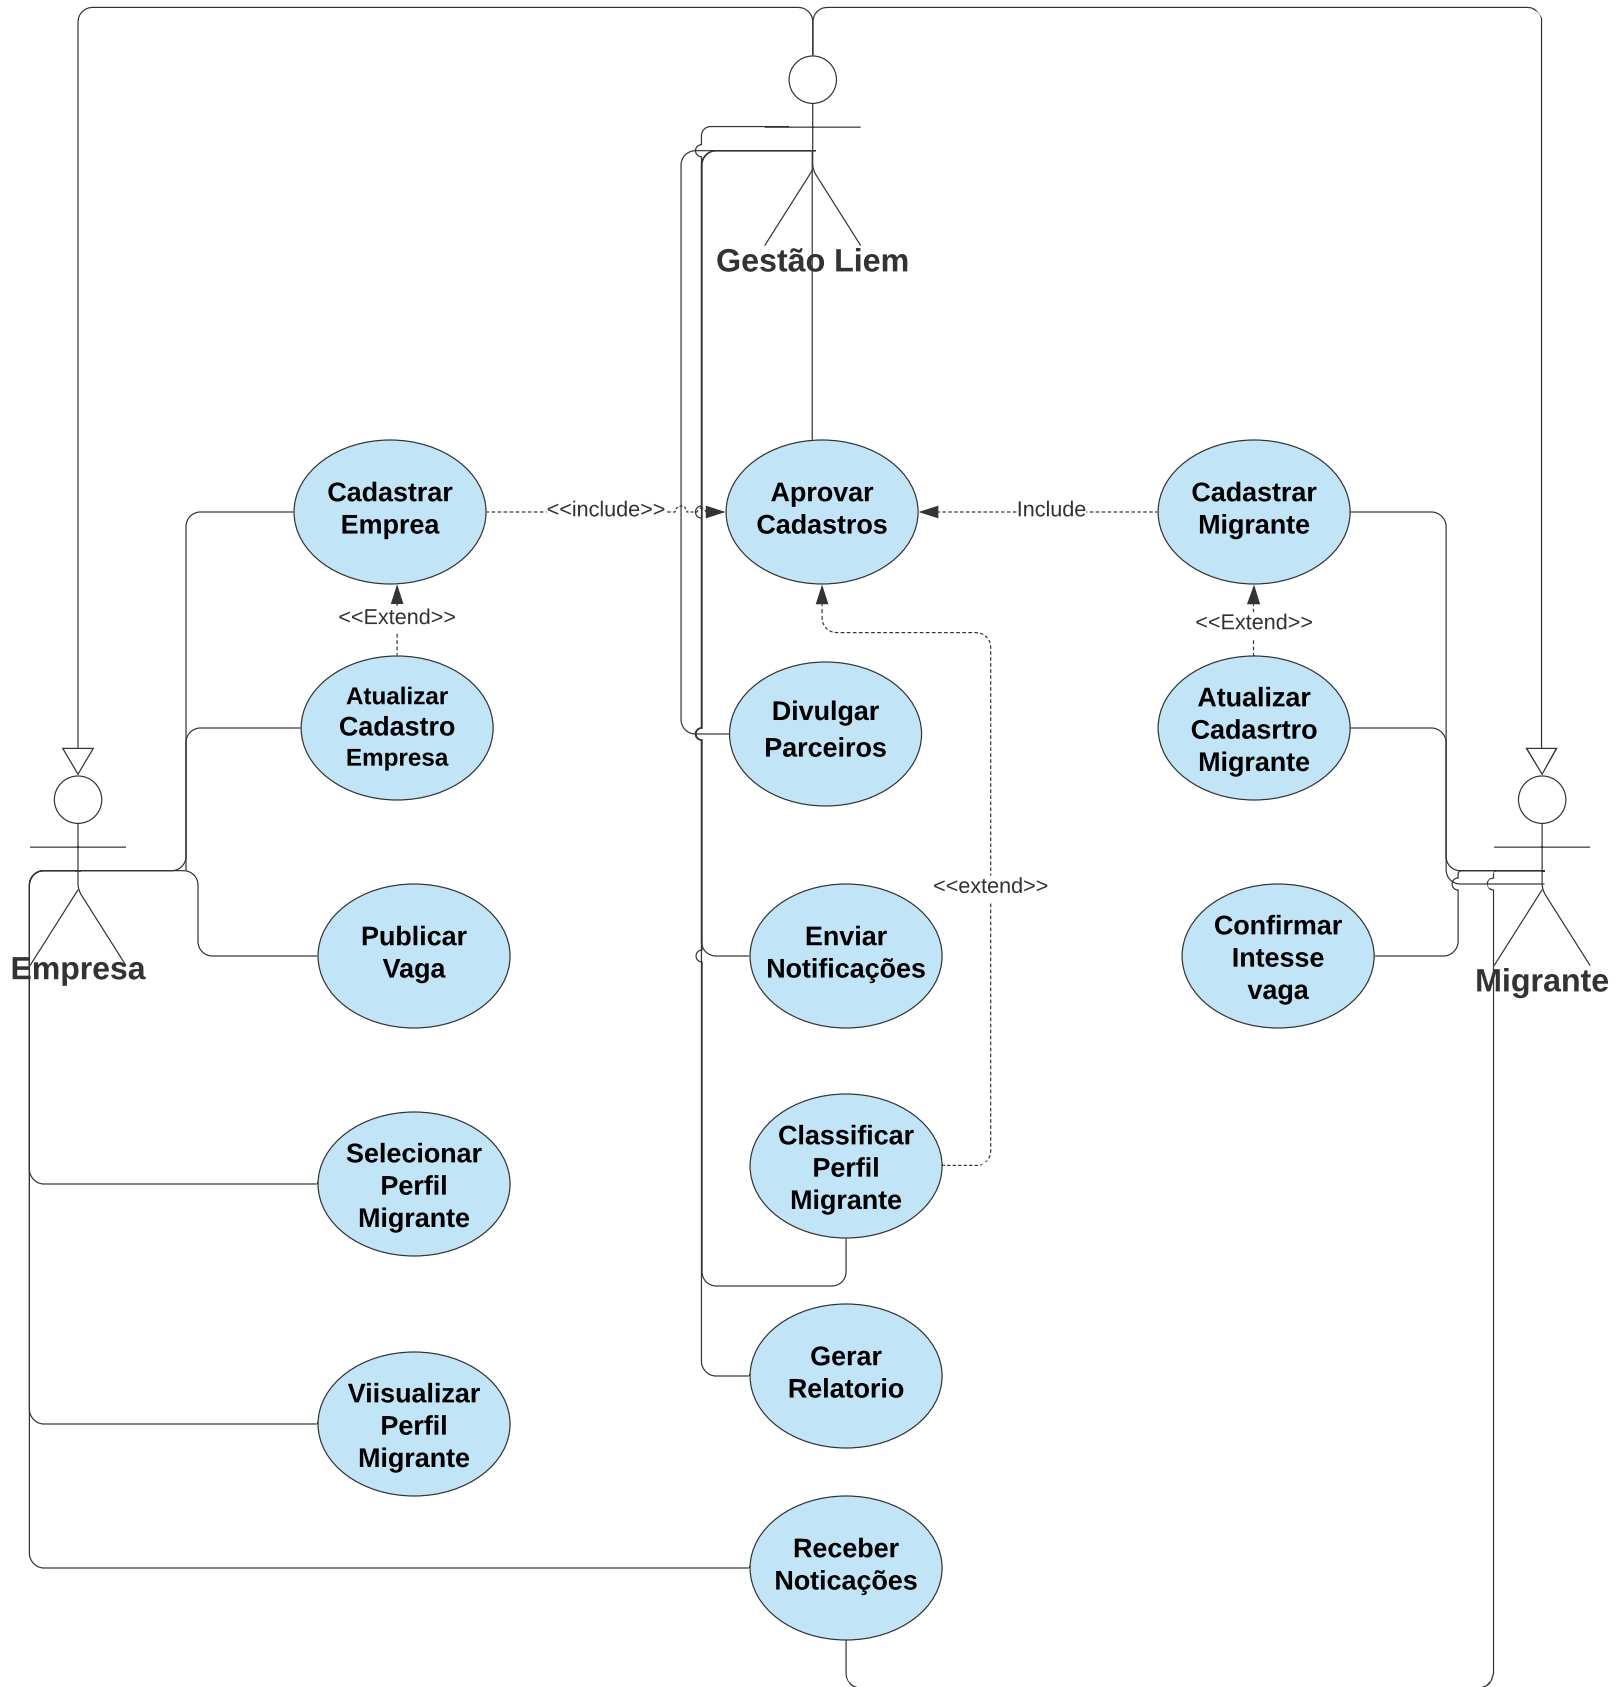 Gestão Liem
Cadastrar
Emprea
<<include>>
Aprovar
Cadastros
Include
Cadastrar
Migrante
<<Extend>>
<<Extend>>
Atualizar
Cadastro
Empresa
Divulgar
Parceiros
Atualizar
Cadasrtro
Migrante
<<extend>>
Empresa
Publicar
Vaga
Enviar
Notificações
Confirmar
Intesse
vaga
Migrante
Selecionar
Perfil
Migrante
Classificar
Perfil
Migrante
Viisualizar
Perfil
Migrante
Gerar
Relatorio
Receber
Noticações